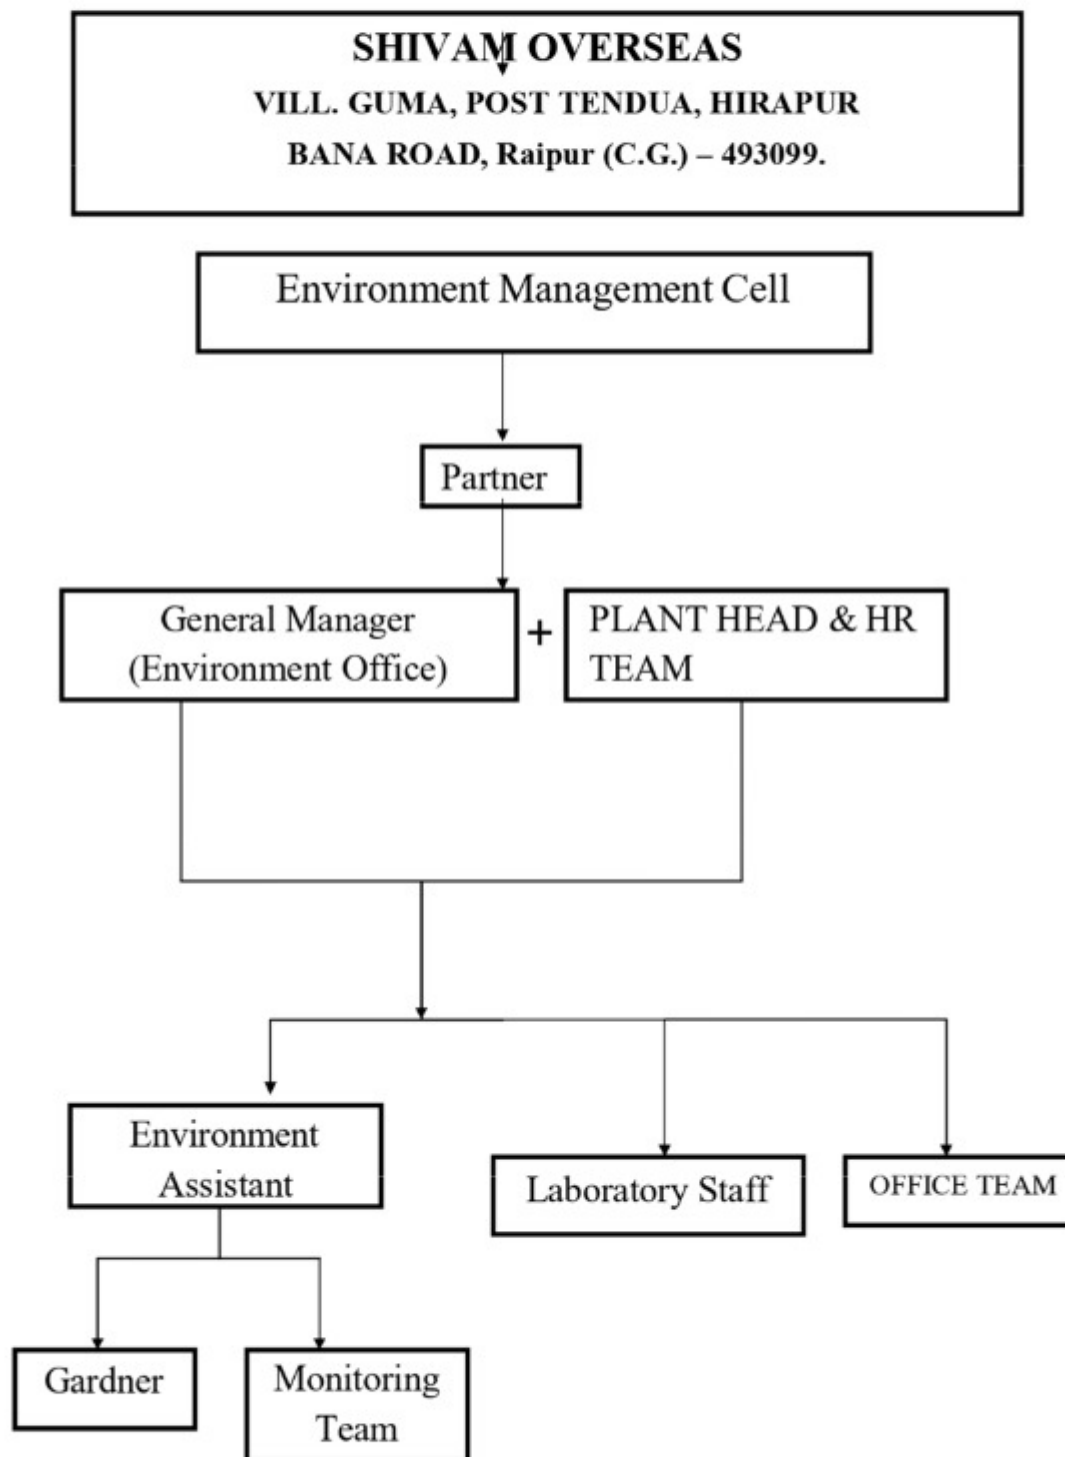 SHIVAM OVERSEAS
VILL. GUMA, POST TENDUA, HIRAPUR
BANA ROAD, Raipur (C.G.) – 493099.
Environment Management Cell
Partner
General Manager
(Environment Office)
+
PLANT HEAD & HR
TEAM
Environment
Assistant
Laboratory Staff
OFFICE TEAM
Gardner
Monitoring
Team